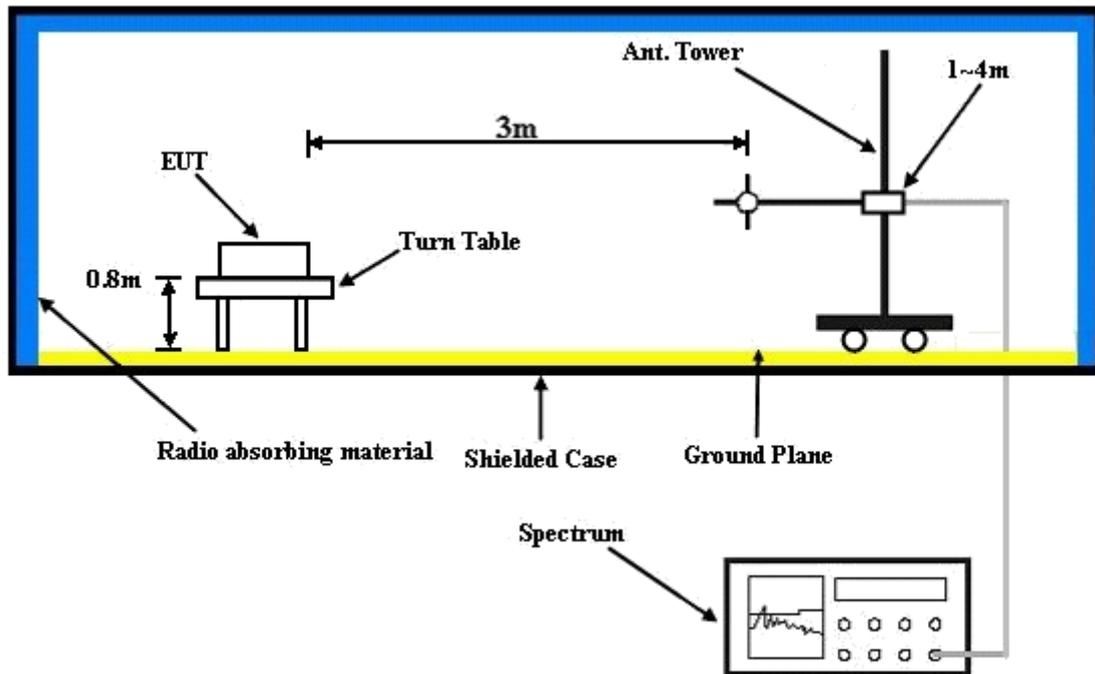 Ant. Tower
1~4m
3m
EUT
Turn Table
0.8m
Radio absorbing material
Shielded Case
Ground Plane
Spectrum